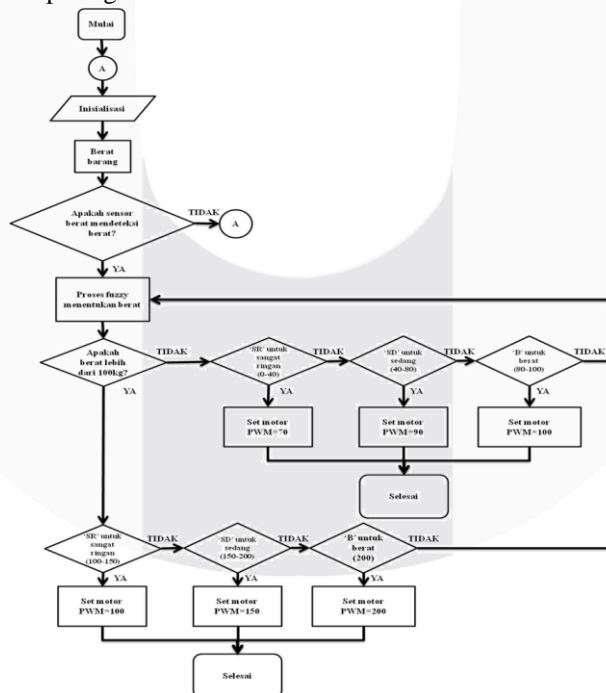 Mulai
A
Inisialisasi
Berat
barang
Apakah sensor
berat mendeteksi
berat?
TIDAK
A
YA
Proses fuzzy
menentukan berat
Apakah
berat lebih
dari 100kg?
TIDAK
'SR' untuk
sangat
ringan
(0-40)
TIDAK
'SD' untuk
sedang
(40-80)
TIDAK
'B' untuk
berat
(80-100)
TIDAK
YA
YA
YA
YA
Set motor
PWM=70
Set motor
PWM=90
Set motor
PWM=100
Selesai
'SR' untuk
sangat
ringan
(100-150)
TIDAK
'SD' untuk
sedang
(150-200)
TIDAK
'B' untuk
berat
(200)
TIDAK
YA
YA
YA
Set motor
PWM=100
Set motor
PWM=150
Set motor
PWM=200
Selesai